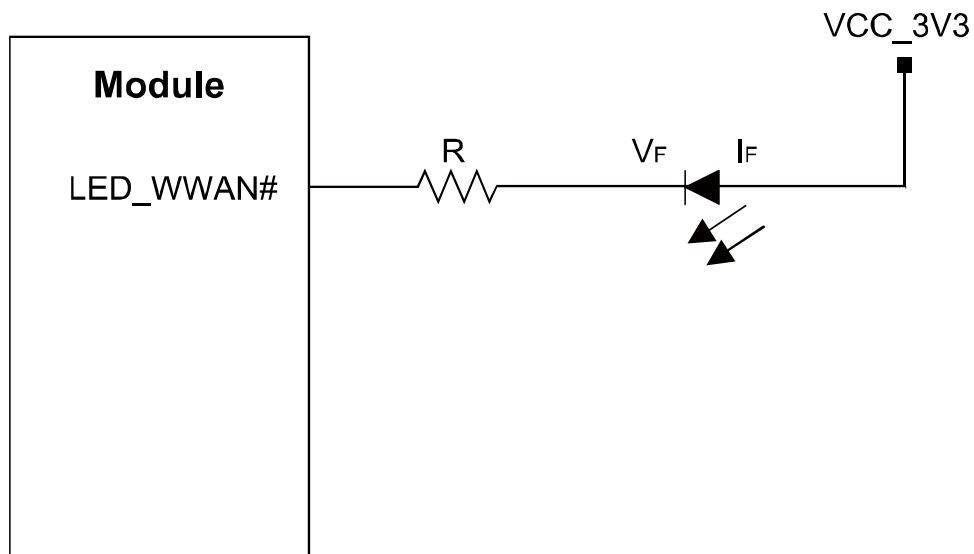 VCC_3V3
Module
R
VF
IF
LED_WWAN#